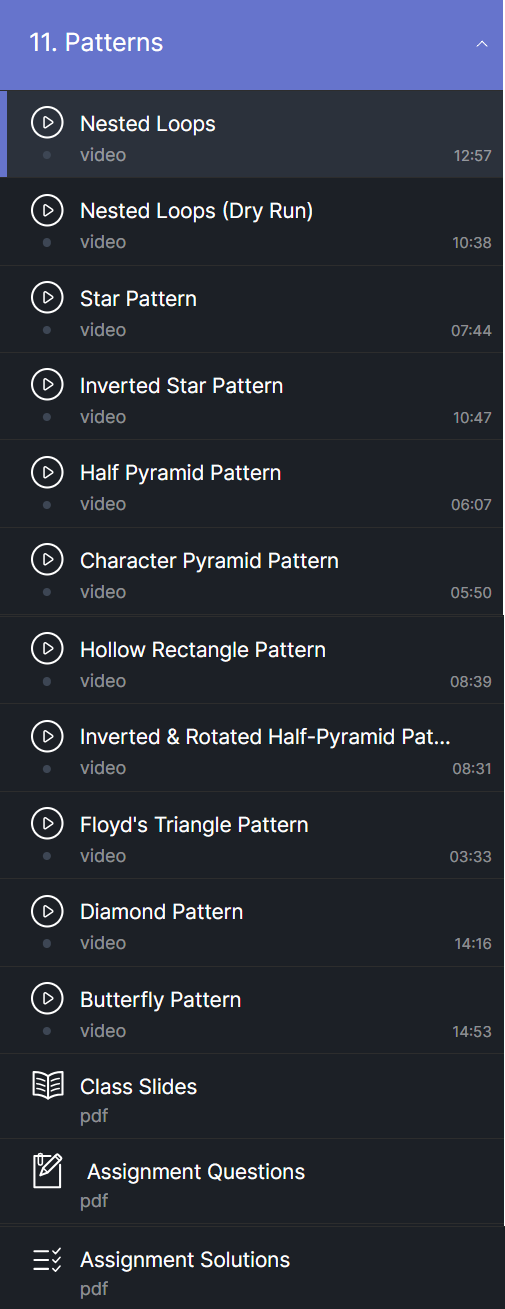 11. Patterns
Nested Loops
video
12:57
Nested Loops (Dry Run)
video
10:38
Star Pattern
video
07:44
Inverted Star Pattern
video
10:47
Half Pyramid Pattern
video
06:07
Character Pyramid Pattern
video
05:50
Hollow Rectangle Pattern
video
08:39
Inverted & Rotated Half-Pyramid Pat...
video
08:31
Floyd's Triangle Pattern
video
03:33
Diamond Pattern
video
14:16
Butterfly Pattern
video
14:53
Class Slides
pdf
Assignment Questions
pdf
Assignment Solutions
pdf